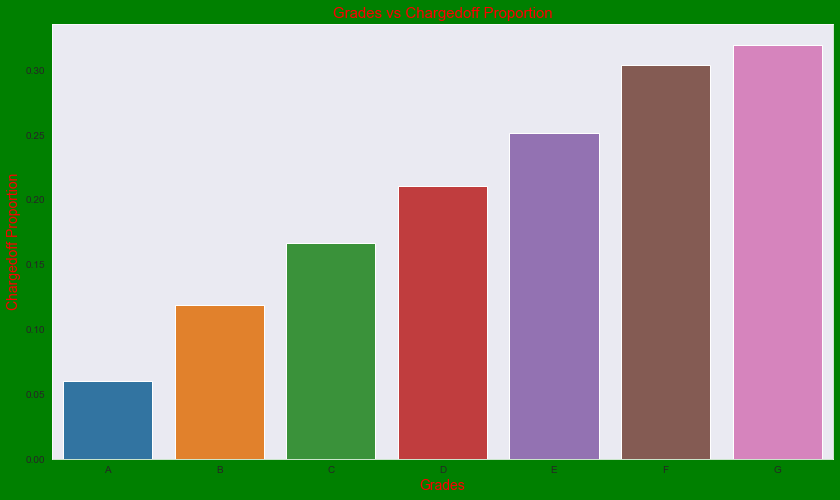 Grades vs Chargedoff Proportion
Chargedoff Proportion
0.30
0.25
0.20
0.15
0.10
0.05
0.00
A B C D E F G
Grades